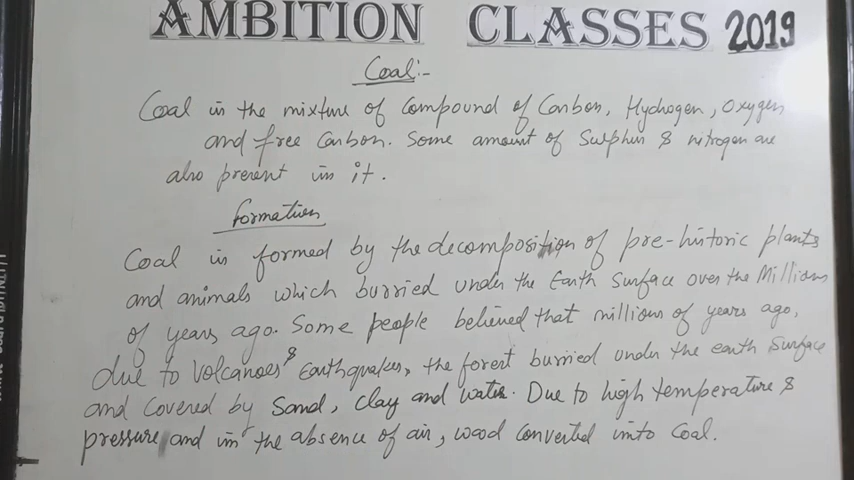 AMBITION CLASSES 2019
Coal:-
Coal is the mixture of Compound of Carbon, Hydrogen, Oxygen
and free Carbon. Some amount of Sulphur & nitrogen are
also present in it.
Formation
Coal is formed by the decomposition of pre-historic plants
and animals which burried under the Earth Surface over the Millions
of years ago. Some people believed that millions of years ago,
due to Volcanoes & Earthquakes, the forest burried under the earth Surface
and Covered by Sand, Clay and water. Due to high temperature &
pressure and in the absence of air, wood Converted into Coal.